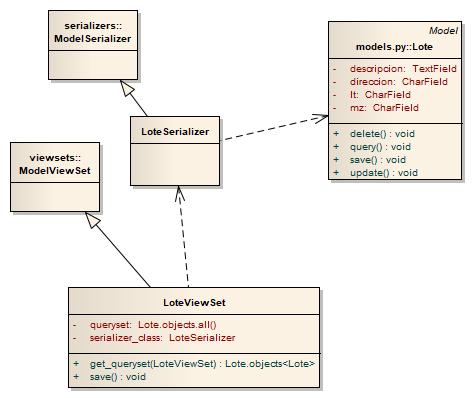 serializers::
ModelSerializer
Model
models.py::Lote
- descripcion: TextField
- direccion: CharField
- lt: CharField
- mz: CharField
+ delete() : void
+ query() : void
+ save() : void
+ update() : void
LoteSerializer
viewsets::
ModelViewSet
LoteViewSet
- queryset: Lote.objects.all()
- serializer_class: LoteSerializer
+ get_queryset(LoteViewSet) : Lote.objects<Lote>
+ save() : void